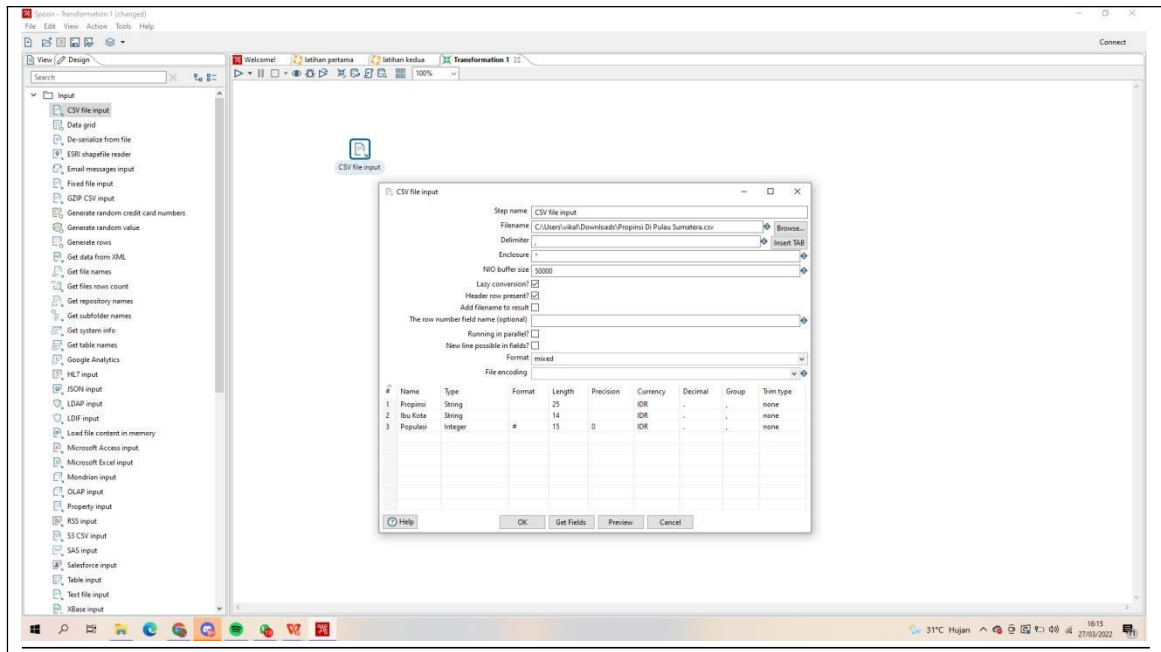 Spoon - Transformation 1 (changed)
File Edit View Action Tools Help
Connect
View Design
Welcome! latihan pertama latihan kedua Transformation 1
Search
100%
Input
CSV file input
Data grid
De-serialize from file
ESRI shapefile reader
Email messages input
Fixed file input
GZIP CSV input
Generate random credit card numbers
Generate random value
Generate rows
Get data from XML
Get file names
Get files rows count
Get repository names
Get subfolder names
Get system info
Get table names
Google Analytics
HL7 input
JSON input
LDAP input
LDIF input
Load file content in memory
Microsoft Access input
Microsoft Excel input
Mondrian input
OLAP input
Property input
RSS input
S3 CSV input
SAS input
Salesforce input
Table input
Text file input
XBase input
CSV file input
CSV file input
Step name CSV file input
Filename C:\Users\vikal\Downloads\Propinsi Di Pulau Sumatera.csv Browse...
Delimiter , Insert TAB
Enclosure "
NIO buffer size 50000
Lazy conversion?
Header row present?
Add filename to result
The row number field name (optional)
Running in parallel?
New line possible in fields?
Format mixed
File encoding
# Name Type Format Length Precision Currency Decimal Group Trim type
1 Propinsi String 25 IDR . , none
2 Ibu Kota String 14 IDR . , none
3 Populasi Integer # 15 0 IDR . , none
Help OK Get Fields Preview Cancel
31°C Hujan
16:15
27/03/2022